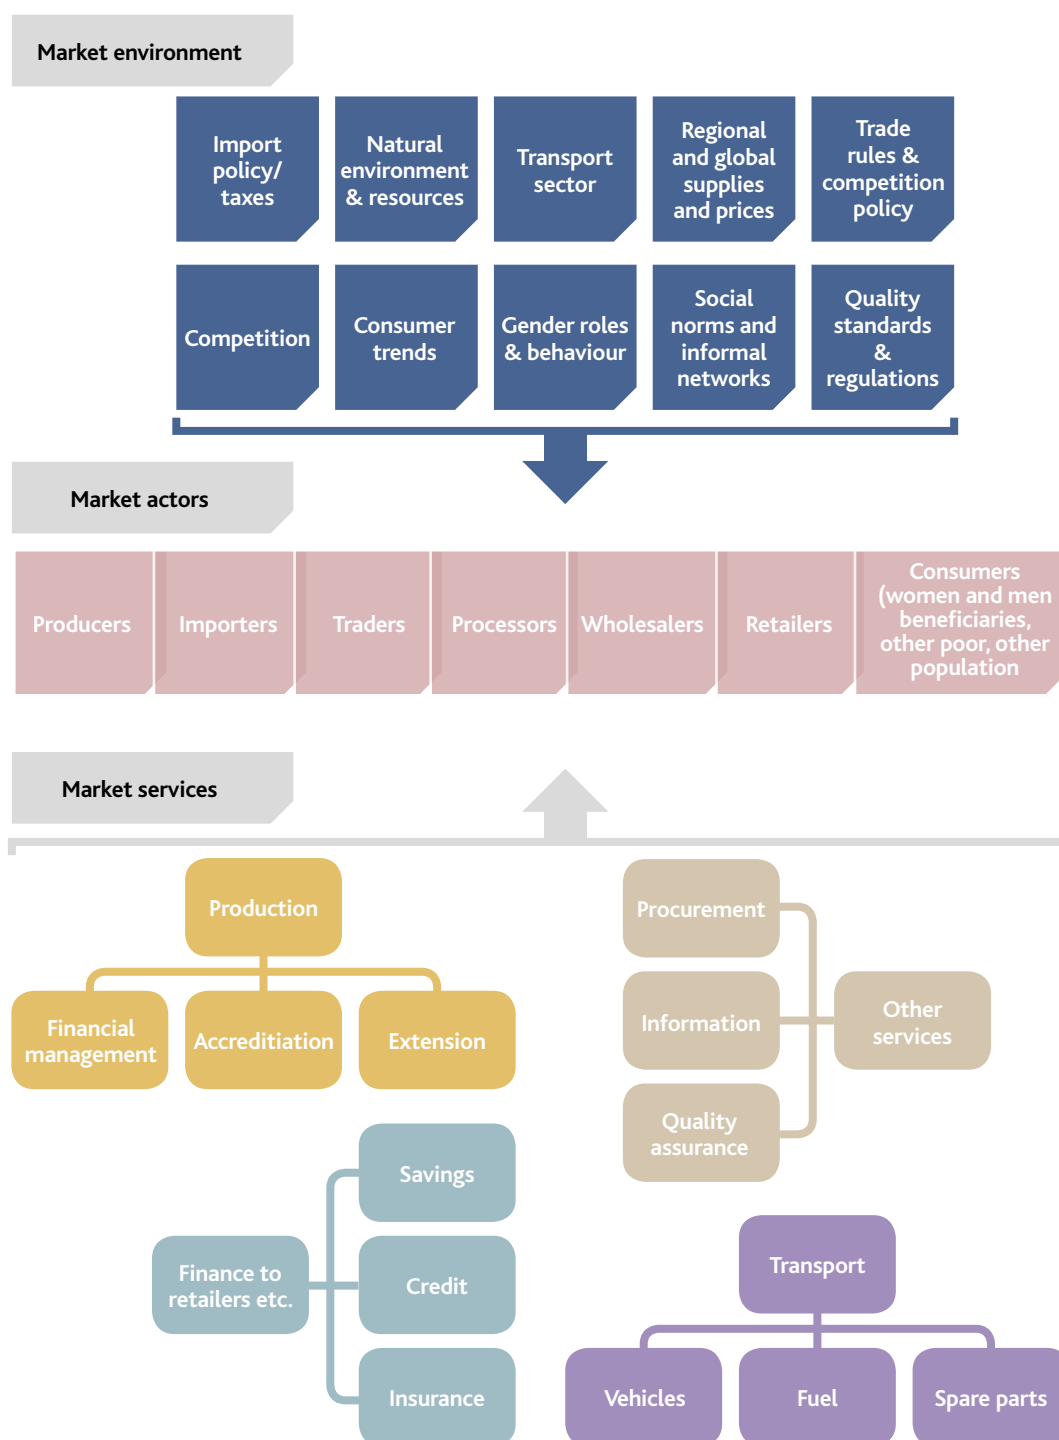 Market environment
Import
policy/
taxes
Natural
environment
& resources
Transport
sector
Regional
and global
supplies
and prices
Trade
rules &
competition
policy
Competition
Consumer
trends
Gender roles
& behaviour
Social
norms and
informal
networks
Quality
standards
&
regulations
Market actors
Producers
Importers
Traders
Processors
Wholesalers
Retailers
Consumers
(women and men
beneficiaries,
other poor, other
population
Market services
Production
Financial
management
Accreditiation
Extension
Procurement
Information
Quality
assurance
Other
services
Savings
Finance to
retailers etc.
Credit
Insurance
Transport
Vehicles
Fuel
Spare parts